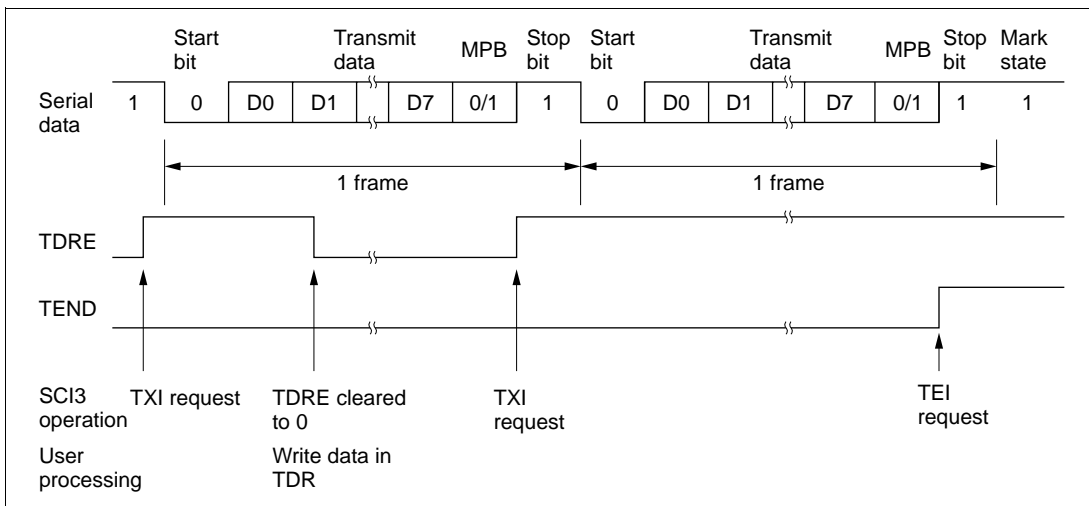 Start bit
Transmit data
MPB
Stop bit
Start bit
Transmit data
MPB
Stop bit
Mark state
Serial data
1 0 D0 D1 D7 0/1 1 0 D0 D1 D7 0/1 1 1
1 frame
1 frame
TDRE
TEND
SCI3 operation
TXI request
TDRE cleared to 0
TXI request
TEI request
User processing
Write data in TDR